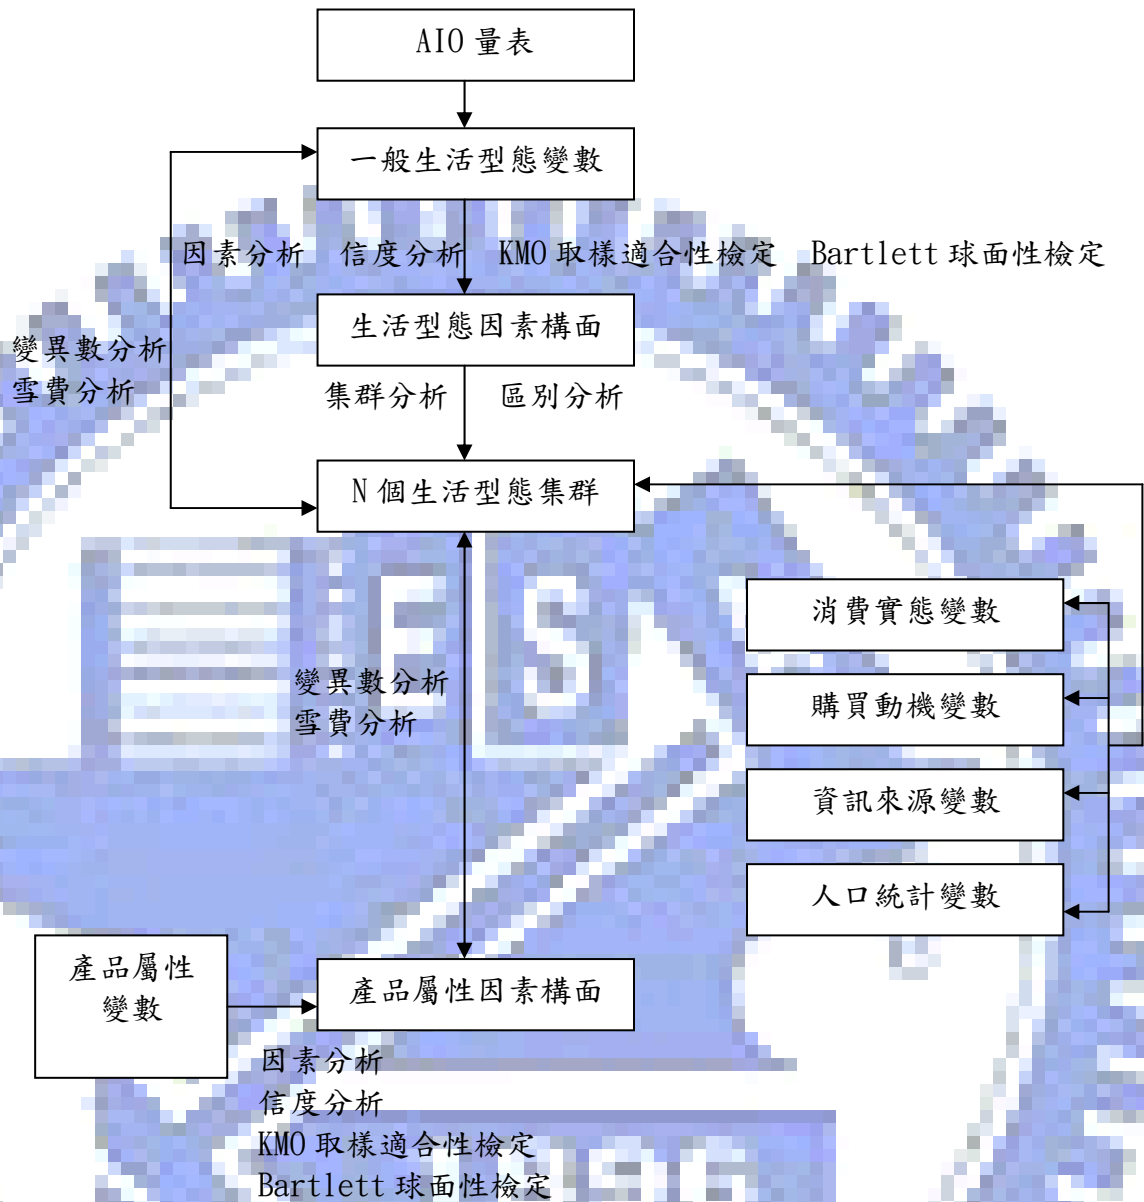 AIO 量表
一般生活型態變數
因素分析 信度分析 KMO 取樣適合性檢定 Bartlett 球面性檢定
生活型態因素構面
變異數分析
雪費分析
集群分析 區別分析
N 個生活型態集群
消費實態變數
變異數分析
雪費分析
購買動機變數
資訊來源變數
人口統計變數
產品屬性
變數
產品屬性因素構面
因素分析
信度分析
KMO 取樣適合性檢定
Bartlett 球面性檢定